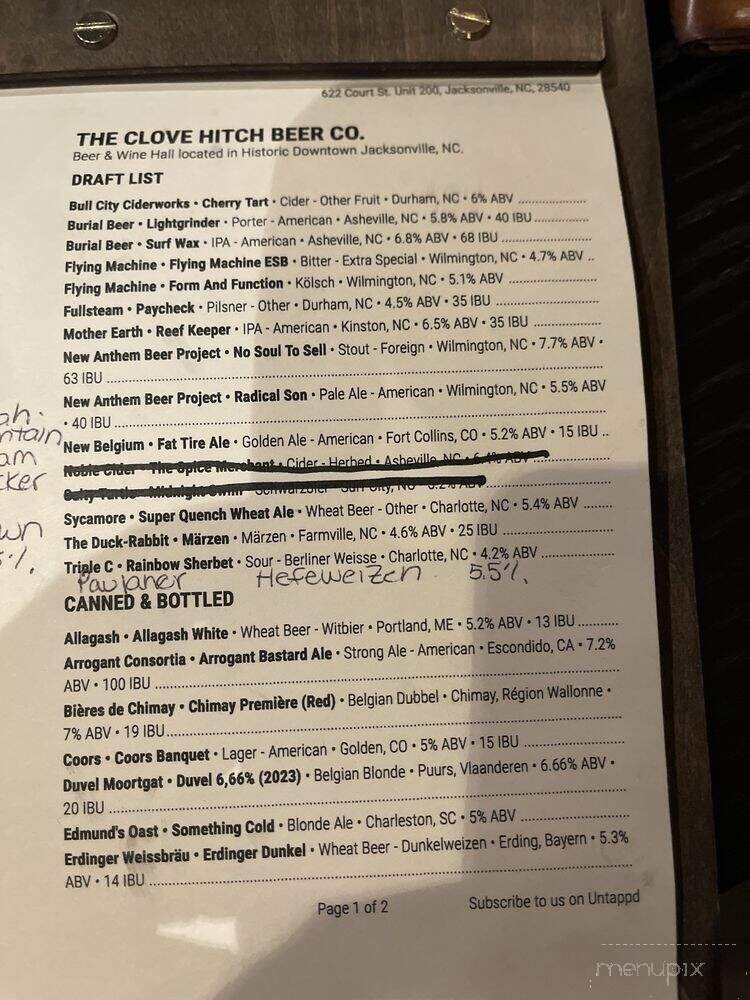 622 Court St. Unit 200, Jacksonville, NC, 28540
THE CLOVE HITCH BEER CO.
Beer & Wine Hall located in Historic Downtown Jacksonville, NC.
DRAFT LIST
Bull City Ciderworks • Cherry Tart • Cider - Other Fruit • Durham, NC • 6% ABV
Burial Beer • Lightgrinder • Porter - American • Asheville, NC • 5.8% ABV • 40 IBU
Burial Beer • Surf Wax • IPA - American • Asheville, NC • 6.8% ABV • 68 IBU
Flying Machine • Flying Machine ESB • Bitter - Extra Special • Wilmington, NC • 4.7% ABV
Flying Machine • Form And Function • Kölsch • Wilmington, NC • 5.1% ABV
Fullsteam • Paycheck • Pilsner - Other • Durham, NC • 4.5% ABV • 35 IBU
Mother Earth • Reef Keeper • IPA - American • Kinston, NC • 6.5% ABV • 35 IBU
New Anthem Beer Project • No Soul To Sell • Stout - Foreign • Wilmington, NC • 7.7% ABV •
63 IBU
New Anthem Beer Project • Radical Son • Pale Ale - American • Wilmington, NC • 5.5% ABV
• 40 IBU
New Belgium • Fat Tire Ale • Golden Ale - American • Fort Collins, CO • 5.2% ABV • 15 IBU
Noble Cider • The Spice Merchant • Cider - Herbed • Asheville, NC • 6.4% ABV
Salty Turtle • Midnight Swim • Schwarzbier • Surf City, NC • 5.2% ABV
Sycamore • Super Quench Wheat Ale • Wheat Beer - Other • Charlotte, NC • 5.4% ABV
The Duck-Rabbit • Märzen • Märzen • Farmville, NC • 4.6% ABV • 25 IBU
Triple C • Rainbow Sherbet • Sour - Berliner Weisse • Charlotte, NC • 4.2% ABV
Paulaner Hefeweizen 5.5%
CANNED & BOTTLED
Allagash • Allagash White • Wheat Beer - Witbier • Portland, ME • 5.2% ABV • 13 IBU
Arrogant Consortia • Arrogant Bastard Ale • Strong Ale - American • Escondido, CA • 7.2%
ABV • 100 IBU
Bières de Chimay • Chimay Première (Red) • Belgian Dubbel • Chimay, Région Wallonne •
7% ABV • 19 IBU
Coors • Coors Banquet • Lager - American • Golden, CO • 5% ABV • 15 IBU
Duvel Moortgat • Duvel 6,66% (2023) • Belgian Blonde • Puurs, Vlaanderen • 6.66% ABV •
20 IBU
Edmund's Oast • Something Cold • Blonde Ale • Charleston, SC • 5% ABV
Erdinger Weissbräu • Erdinger Dunkel • Wheat Beer - Dunkelweizen • Erding, Bayern • 5.3%
ABV • 14 IBU
Page 1 of 2
Subscribe to us on Untappd
menupix